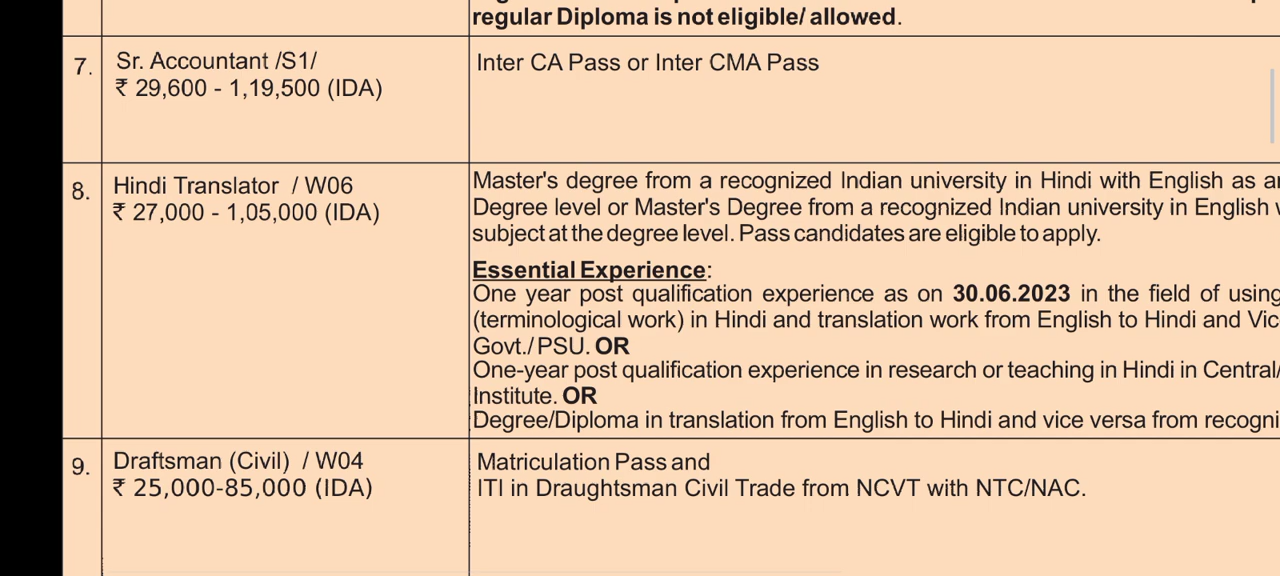 regular Diploma is not eligible/ allowed.
7.
Sr. Accountant /S1/
₹ 29,600 - 1,19,500 (IDA)
Inter CA Pass or Inter CMA Pass
8.
Hindi Translator / W06
₹ 27,000 - 1,05,000 (IDA)
Master's degree from a recognized Indian university in Hindi with English as
Degree level or Master's Degree from a recognized Indian university in English
subject at the degree level. Pass candidates are eligible to apply.
Essential Experience:
One year post qualification experience as on 30.06.2023 in the field of using
(terminological work) in Hindi and translation work from English to Hindi and
Govt./ PSU. OR
One-year post qualification experience in research or teaching in Hindi in Central/
Institute. OR
Degree/Diploma in translation from English to Hindi and vice versa from
9.
Draftsman (Civil) / W04
₹ 25,000-85,000 (IDA)
Matriculation Pass and
ITI in Draughtsman Civil Trade from NCVT with NTC/NAC.